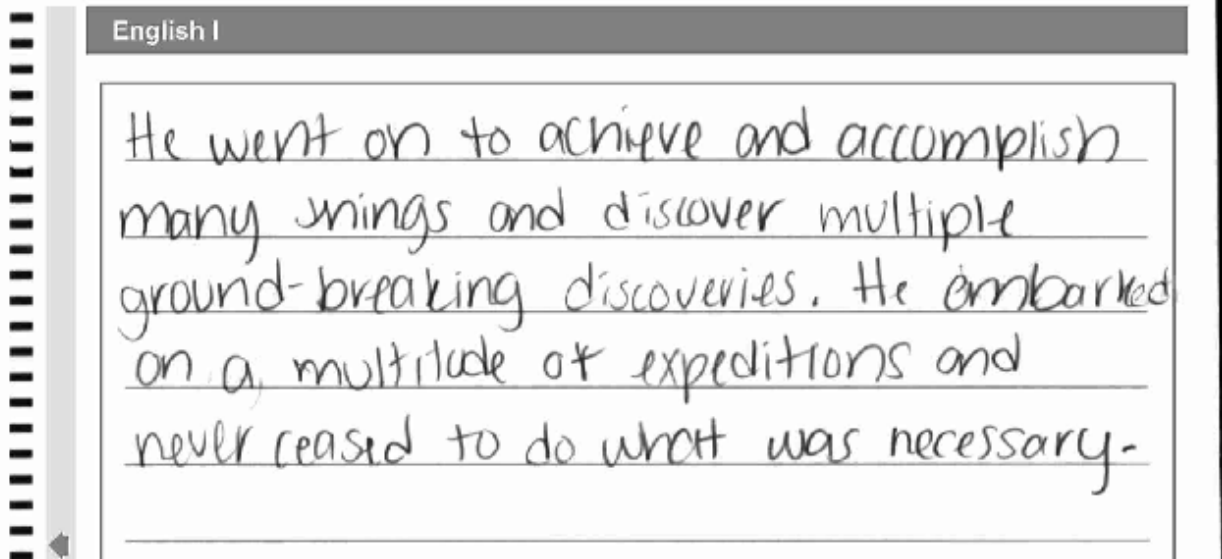 English I
He went on to achieve and accomplish
many things and discover multiple
ground-breaking discoveries. He embarked
on a multitude of expeditions and
never ceased to do what was necessary.